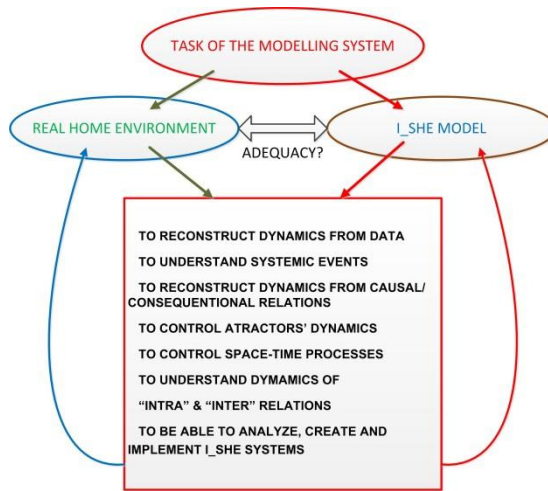 TASK OF THE MODELLING SYSTEM
REAL HOME ENVIRONMENT
I_SHE MODEL
ADEQUACY?
TO RECONSTRUCT DYNAMICS FROM DATA
TO UNDERSTAND SYSTEMIC EVENTS
TO RECONSTRUCT DYNAMICS FROM CAUSAL/
CONSEQUENTIONAL RELATIONS
TO CONTROL ATRACTORS' DYNAMICS
TO CONTROL SPACE-TIME PROCESSES
TO UNDERSTAND DYMAMICS OF
“INTRA” & “INTER” RELATIONS
TO BE ABLE TO ANALYZE, CREATE AND
IMPLEMENT I_SHE SYSTEMS